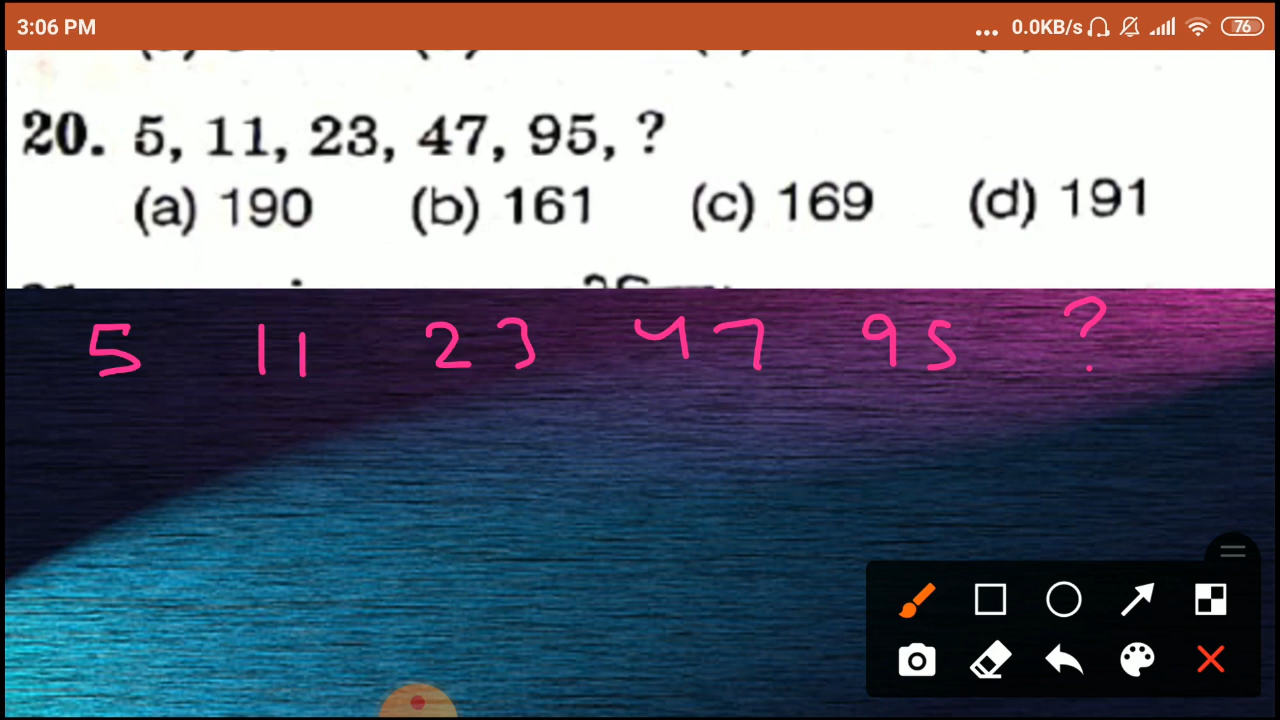 3:06 PM ... 0.0KB/s 76
20. 5, 11, 23, 47, 95, ?
(a) 190 (b) 161 (c) 169 (d) 191
5 11 23 47 95 ?